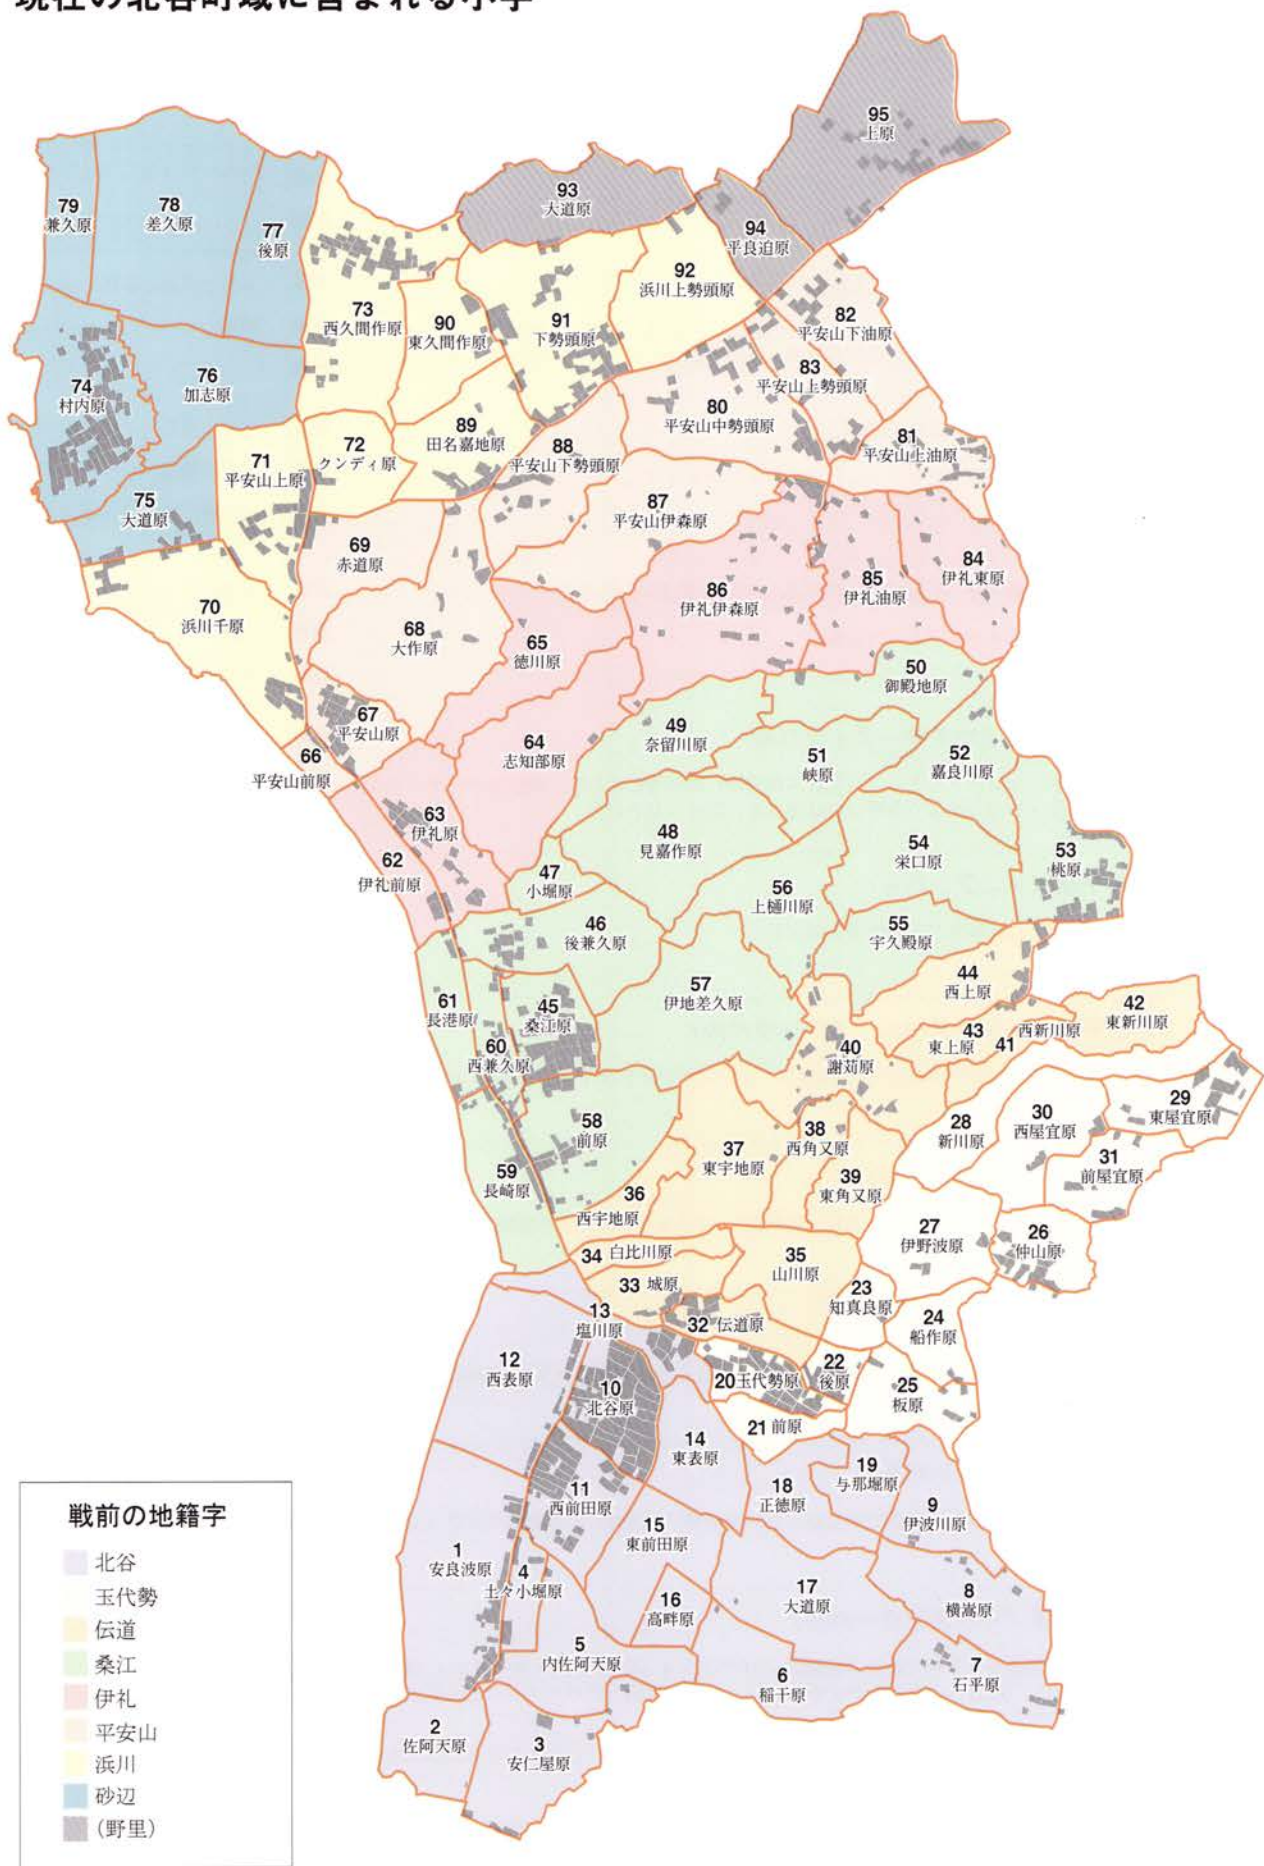 現在の北谷町域に含まれる小字
95
上原
93
大道原
94
平良迫原
79
兼久原
78
差久原
77
後原
92
浜川上勢頭原
82
平安山下油原
73
西久間作原
90
東久間作原
91
下勢頭原
83
平安山上勢頭原
74
村内原
76
加志原
80
平安山中勢頭原
89
田名嘉地原
72
クンディ原
88
平安山下勢頭原
81
平安山上油原
71
平安山上原
75
大道原
87
平安山伊森原
69
赤道原
84
伊礼東原
85
伊礼油原
86
伊礼伊森原
70
浜川千原
68
大作原
65
徳川原
50
御殿地原
67
平安山原
49
奈留川原
64
志知部原
51
峡原
52
嘉良川原
66
平安山前原
63
伊礼原
48
見嘉作原
54
栄口原
53
桃原
62
伊礼前原
47
小堀原
56
上樋川原
46
後兼久原
55
宇久殿原
44
西上原
57
伊地差久原
61
長港原
45
桑江原
42
東新川原
43
東上原
41
西新川原
60
西兼久原
40
謝苅原
29
東屋宜原
30
西屋宜原
28
新川原
58
前原
38
西角又原
37
東宇地原
31
前屋宜原
59
長崎原
39
東角又原
36
西宇地原
27
伊野波原
26
仲山原
34 白比川原
35
山川原
33 城原
23
知真良原
13
塩川原
32 伝道原
24
船作原
12
西表原
22
後原
20 玉代勢原
25
板原
10
北谷原
21 前原
14
東表原
19
与那堀原
18
正徳原
11
西前田原
9
伊波川原
15
東前田原
1
安良波原
4
土々小堀原
17
大道原
8
横嵩原
16
高畔原
5
内佐阿天原
6
稲干原
7
石平原
2
佐阿天原
3
安仁屋原
戦前の地籍字
北谷
玉代勢
伝道
桑江
伊礼
平安山
浜川
砂辺
(野里)